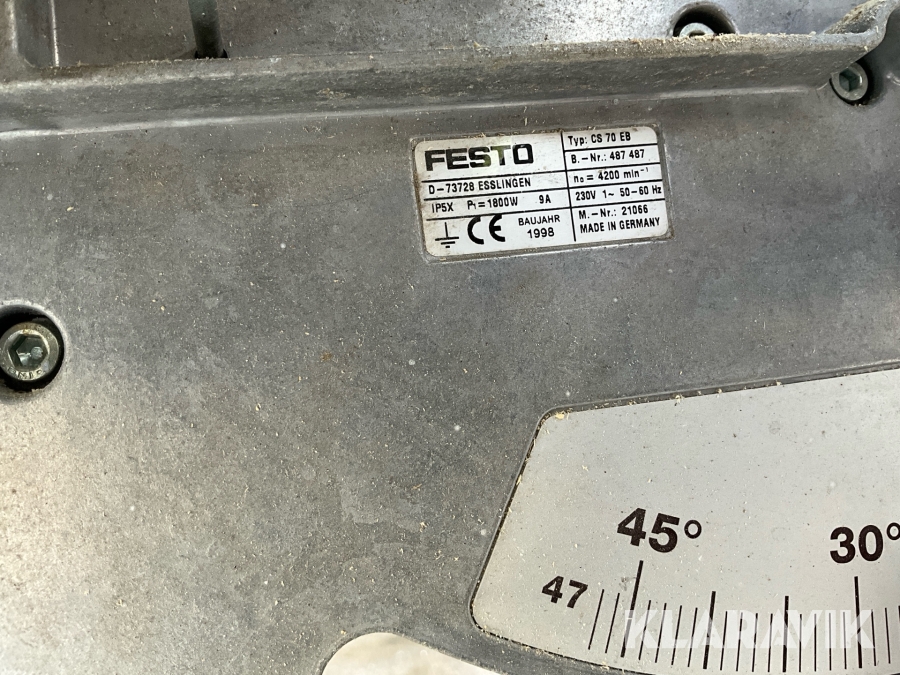 FESTO
D-73728 ESSLINGEN
IP5X P₁=1800W 9A
CE BAUJAHR
1998
Typ: CS 70 EB
B.-Nr.: 487 487
n₀ = 4200 min⁻¹
230V 1~ 50-60 Hz
M.-Nr.: 21066
MADE IN GERMANY
45° 30°
47
KLARAVIK